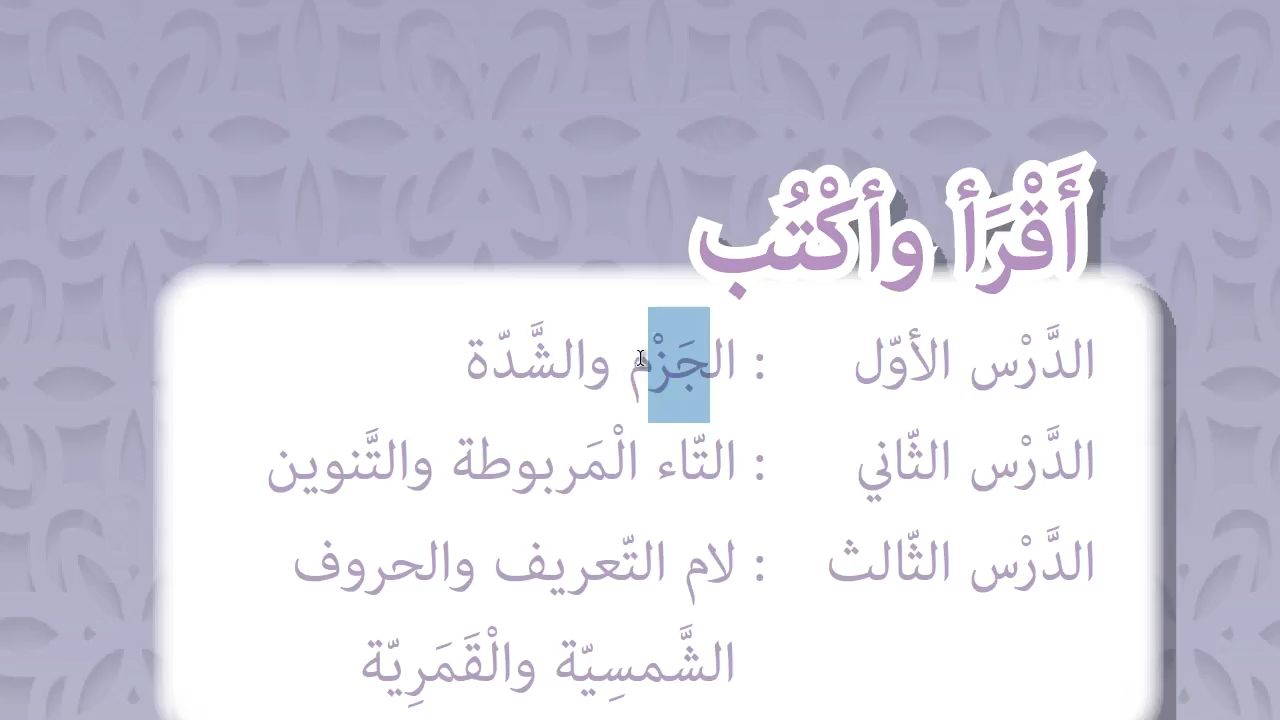 أَقْرَأ وأكْتُب
الدَّرْس الأوّل : الجَزْم والشَّدّة
الدَّرْس الثّاني : التّاء الْمَربوطة والتَّنوين
الدَّرْس الثّالث : لام التّعريف والحروف
الشَّمسِيّة والْقَمَرِيّة